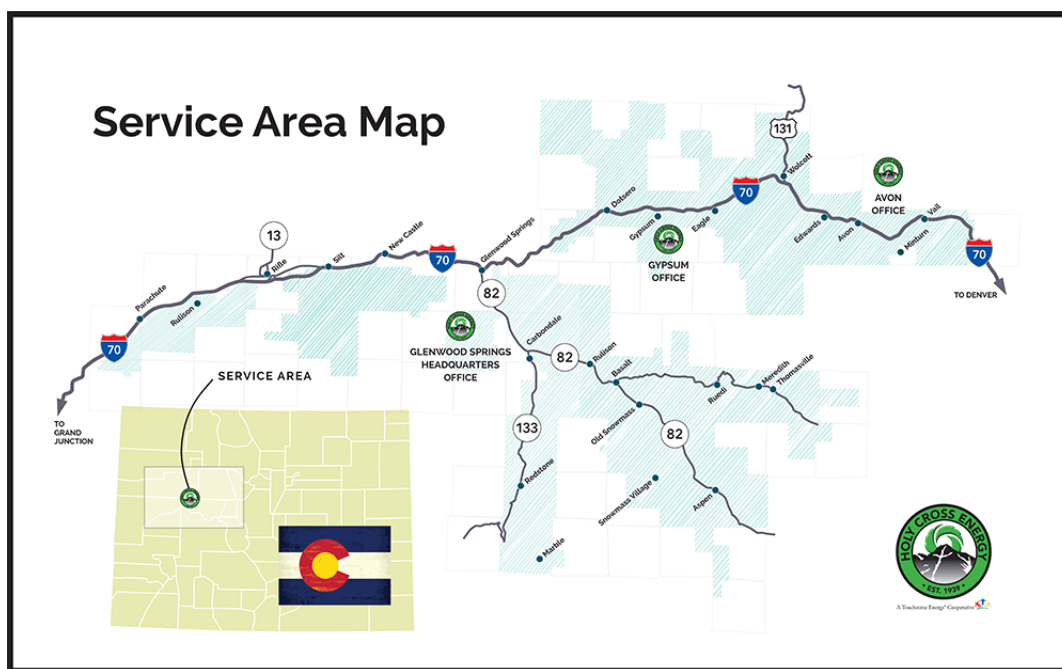 Service Area Map
131
Wolcott
70
AVON
OFFICE
Dotsero
Gypsum
Eagle
Edwards
Avon
Vail
Minturn
70
TO DENVER
GYPSUM
OFFICE
13
Rifle
Silt
New Castle
70
Glenwood Springs
82
Parachute
Rulison
70
TO
GRAND
JUNCTION
GLENWOOD SPRINGS
HEADQUARTERS
OFFICE
Carbondale
82
Rulison
Basalt
Ruedi
Meredith
Thomasville
Old Snowmass
82
133
Redstone
Snowmass Village
Aspen
Marble
SERVICE AREA
HOLY CROSS ENERGY
• EST. 1939 •
A Touchstone Energy® Cooperative